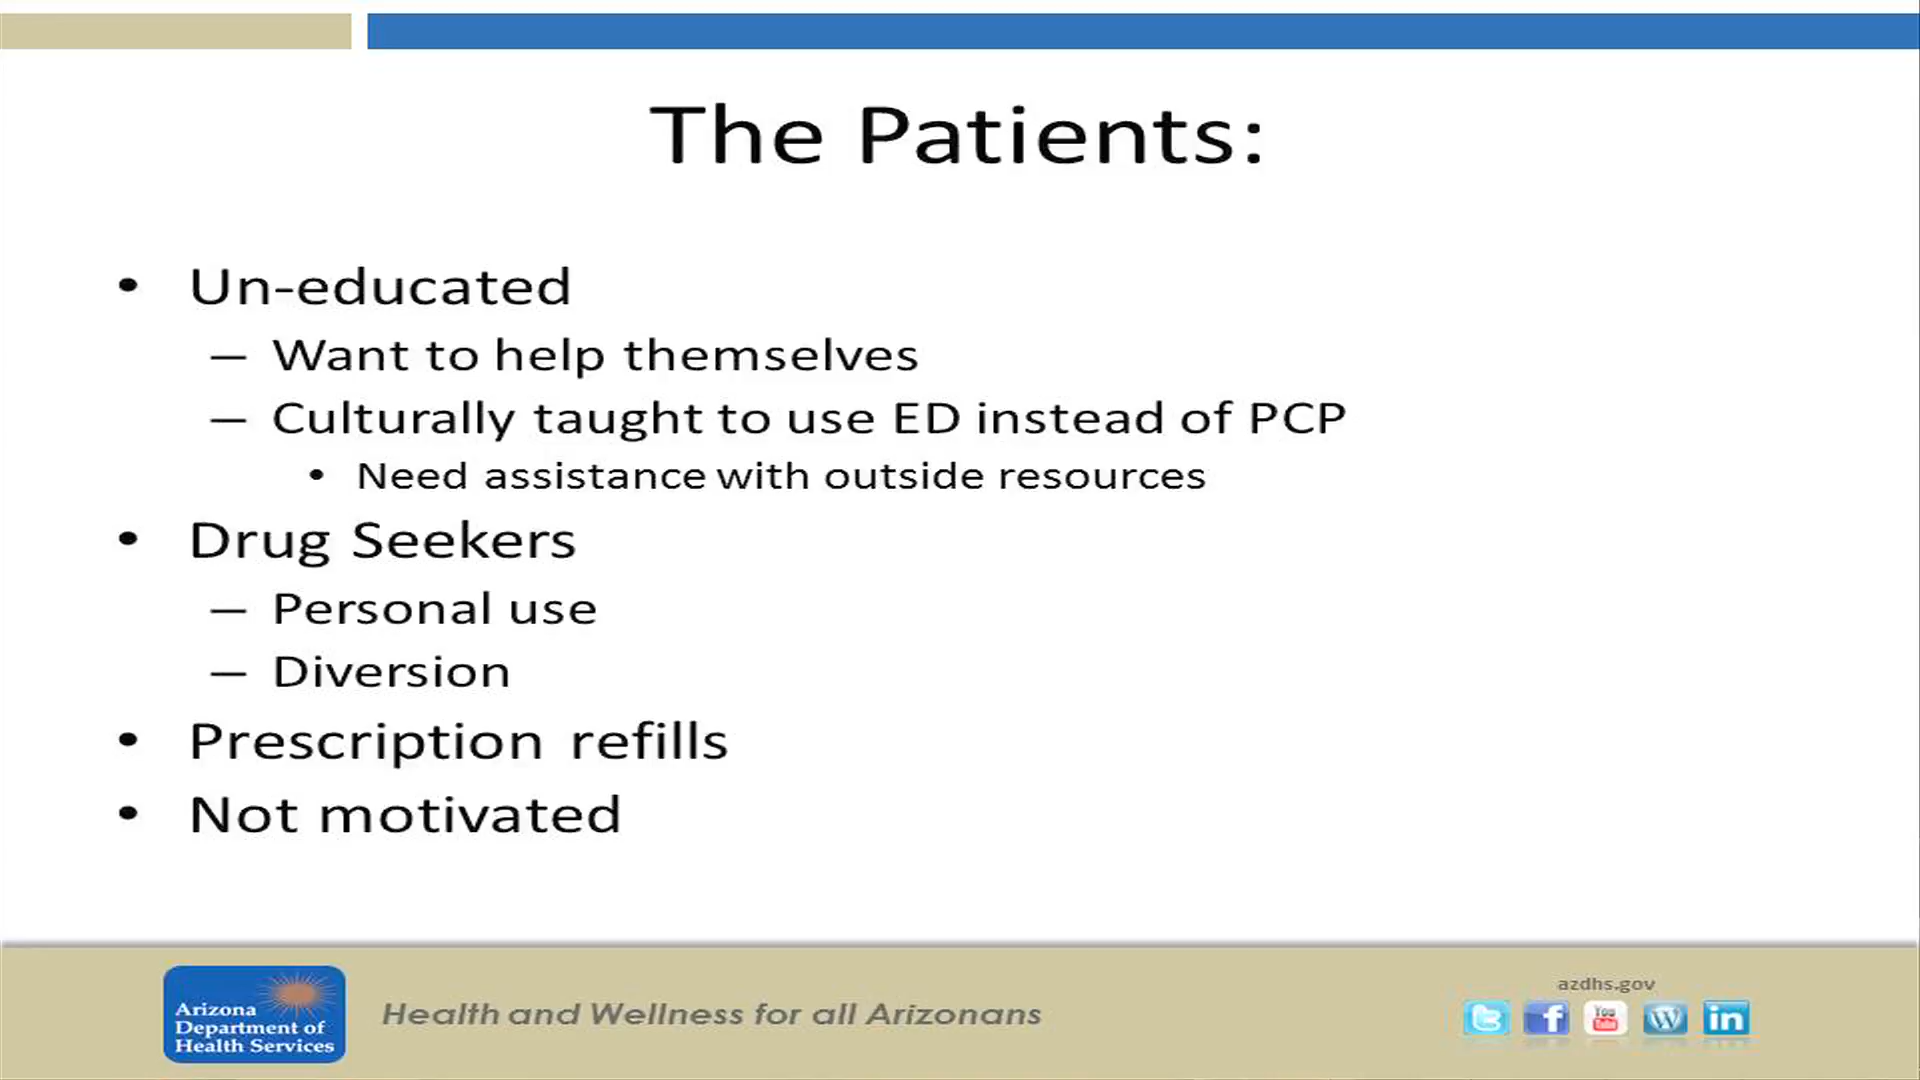 The Patients:
• Un-educated
– Want to help themselves
– Culturally taught to use ED instead of PCP
• Need assistance with outside resources
• Drug Seekers
– Personal use
– Diversion
• Prescription refills
• Not motivated
Arizona
Department of
Health Services
Health and Wellness for all Arizonans
azdhs.gov
You
Tube